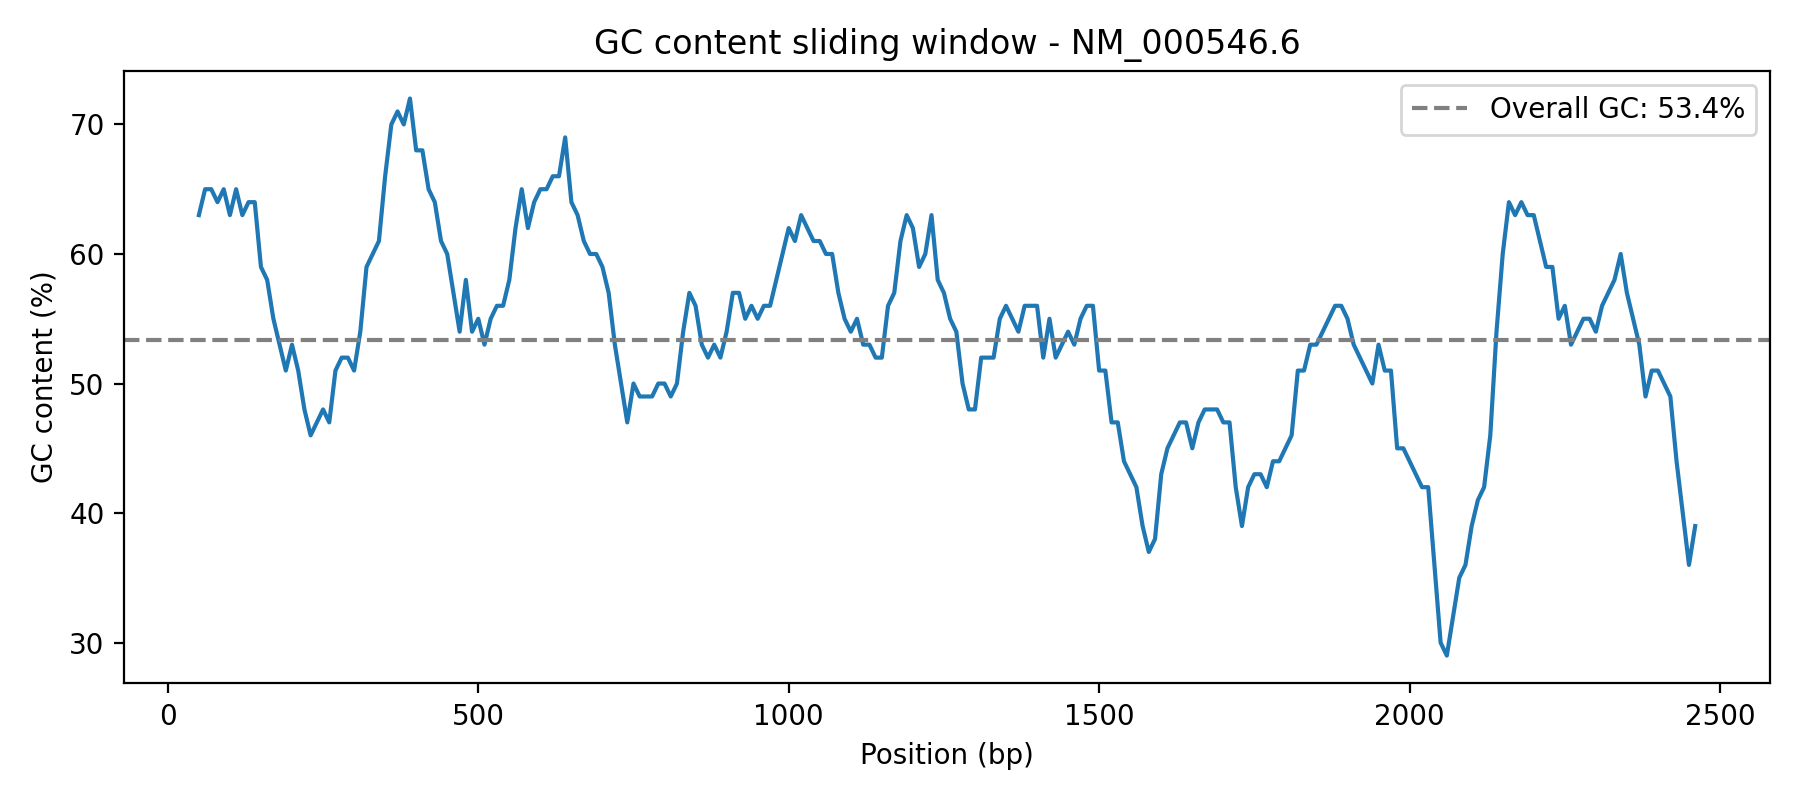 GC content sliding window - NM_000546.6
Overall GC: 53.4%
GC content (%)
70
60
50
40
30
0 500 1000 1500 2000 2500
Position (bp)